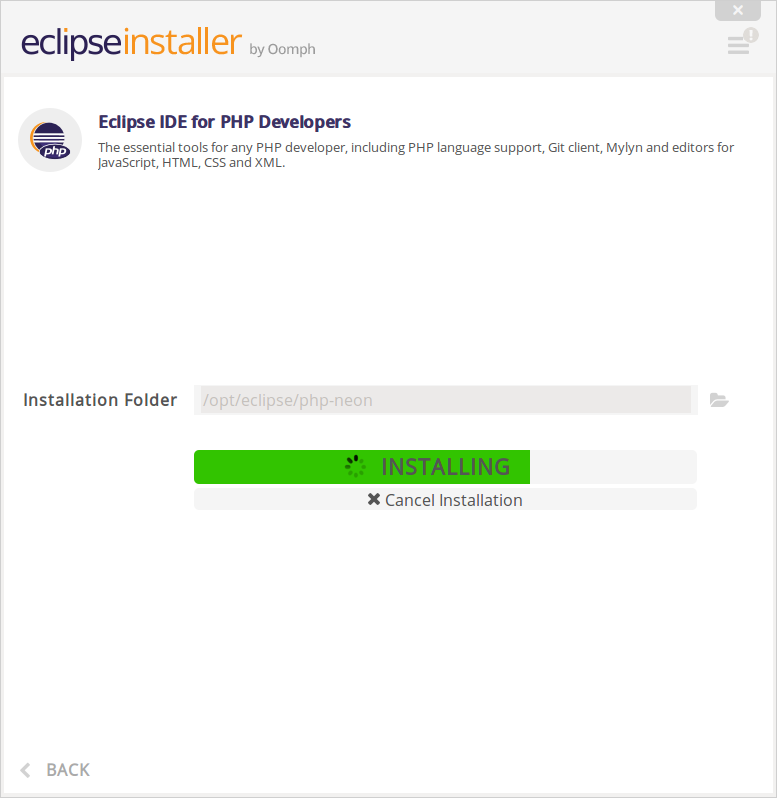 eclipseinstaller by Oomph
!
Eclipse IDE for PHP Developers
The essential tools for any PHP developer, including PHP language support, Git client, Mylyn and editors for
JavaScript, HTML, CSS and XML.
php
Installation Folder /opt/eclipse/php-neon
INSTALLING
Cancel Installation
BACK